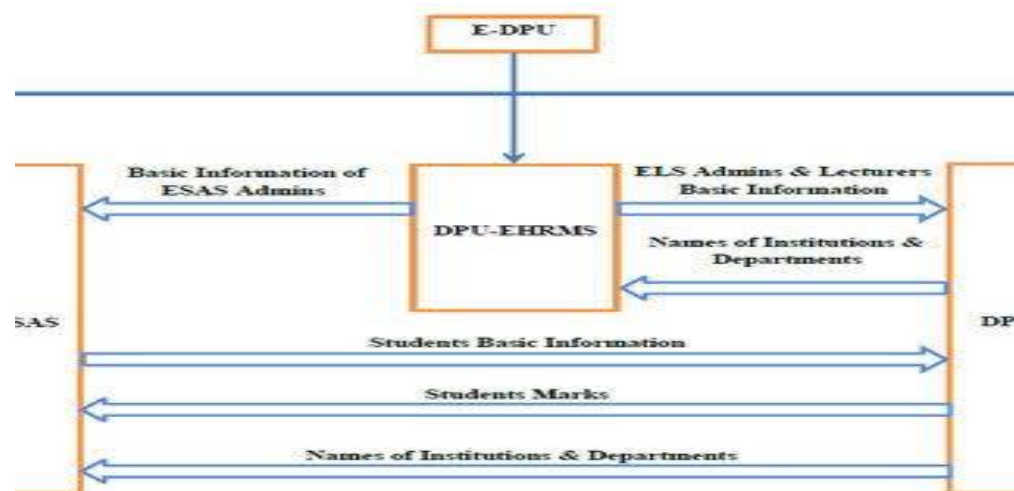 E-DPU
Basic Information of
ESAS Admins
ELS Admins & Lecturers
Basic Information
DPU-EHRMS
Names of Institutions &
Departments
SAS
DP
Students Basic Information
Students Marks
Names of Institutions & Departments